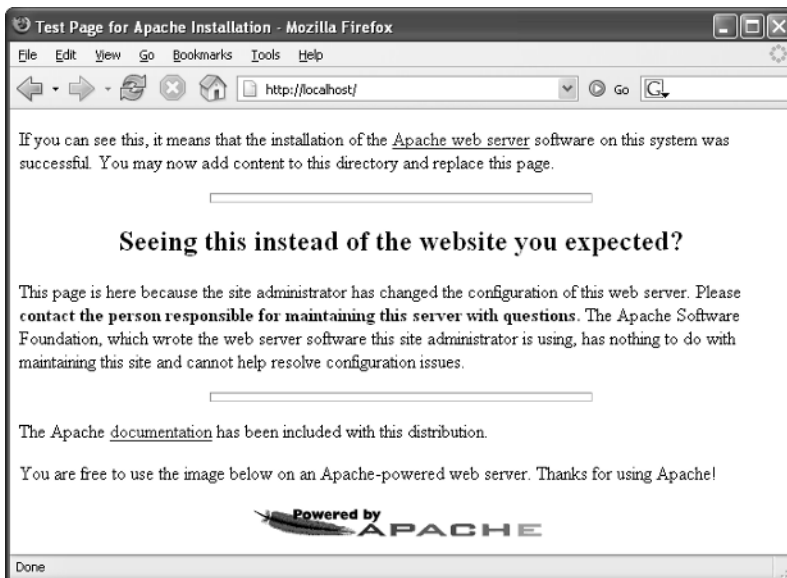 Test Page for Apache Installation - Mozilla Firefox
File Edit View Go Bookmarks Tools Help
http://localhost/ Go G
If you can see this, it means that the installation of the Apache web server software on this system was
successful. You may now add content to this directory and replace this page.
Seeing this instead of the website you expected?
This page is here because the site administrator has changed the configuration of this web server. Please
contact the person responsible for maintaining this server with questions. The Apache Software
Foundation, which wrote the web server software this site administrator is using, has nothing to do with
maintaining this site and cannot help resolve configuration issues.
The Apache documentation has been included with this distribution.
You are free to use the image below on an Apache-powered web server. Thanks for using Apache!
Powered by
APACHE
Done